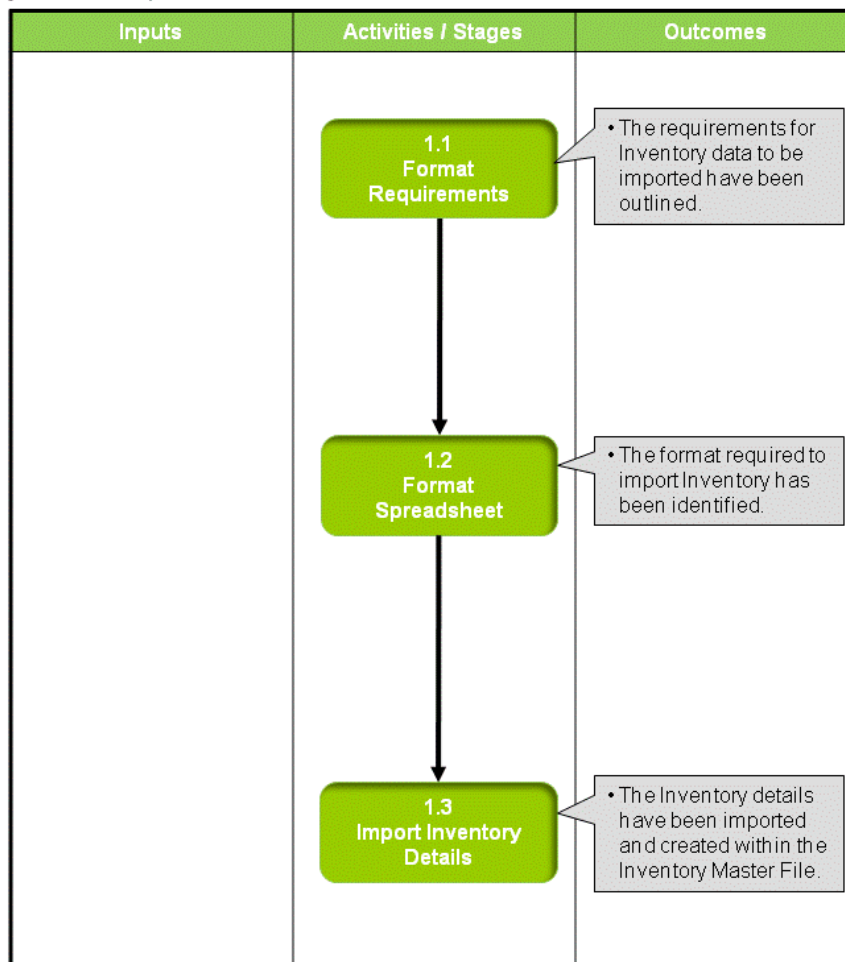 Inputs
Activities / Stages
Outcomes
1.1
Format
Requirements
• The requirements for
Inventory data to be
imported have been
outlined.
1.2
Format
Spreadsheet
• The format required to
import Inventory has
been identified.
1.3
Import Inventory
Details
• The Inventory details
have been imported
and created within the
Inventory Master File.